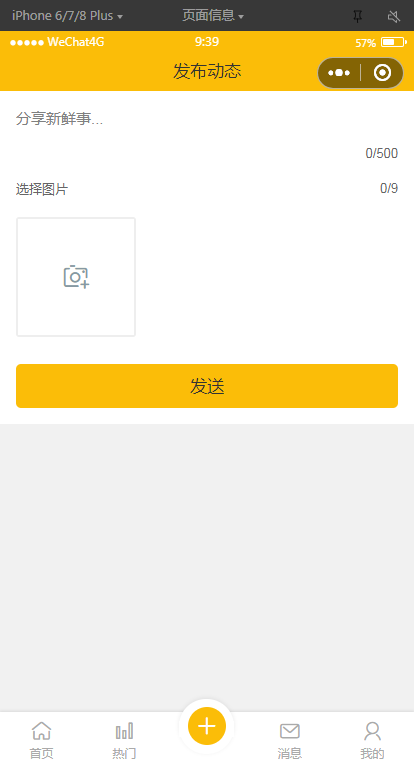 iPhone 6/7/8 Plus 页面信息
WeChat4G 9:39 57%
发布动态
分享新鲜事...
0/500
选择图片 0/9
发送
首页 热门 消息 我的